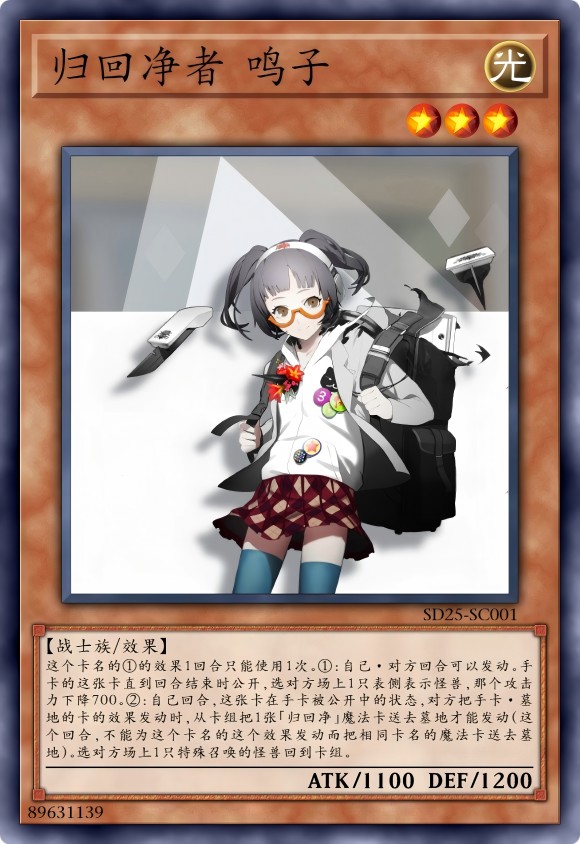 归回净者 鸣子
光
SD25-SC001
【战士族/效果】
这个卡名的①的效果1回合只能使用1次。①:自己·对方回合可以发动。手
卡的这张卡直到回合结束时公开,选对方场上1只表侧表示怪兽,那个攻击
力下降700。②:自己回合,这张卡在手卡被公开中的状态,对方把手卡·墓
地的卡的效果发动时,从卡组把1张「归回净」魔法卡送去墓地才能发动(这
个回合,不能为这个卡名的这个效果发动而把相同卡名的魔法卡送去墓
地)。选对方场上1只特殊召唤的怪兽回到卡组。
ATK/1100 DEF/1200
89631139